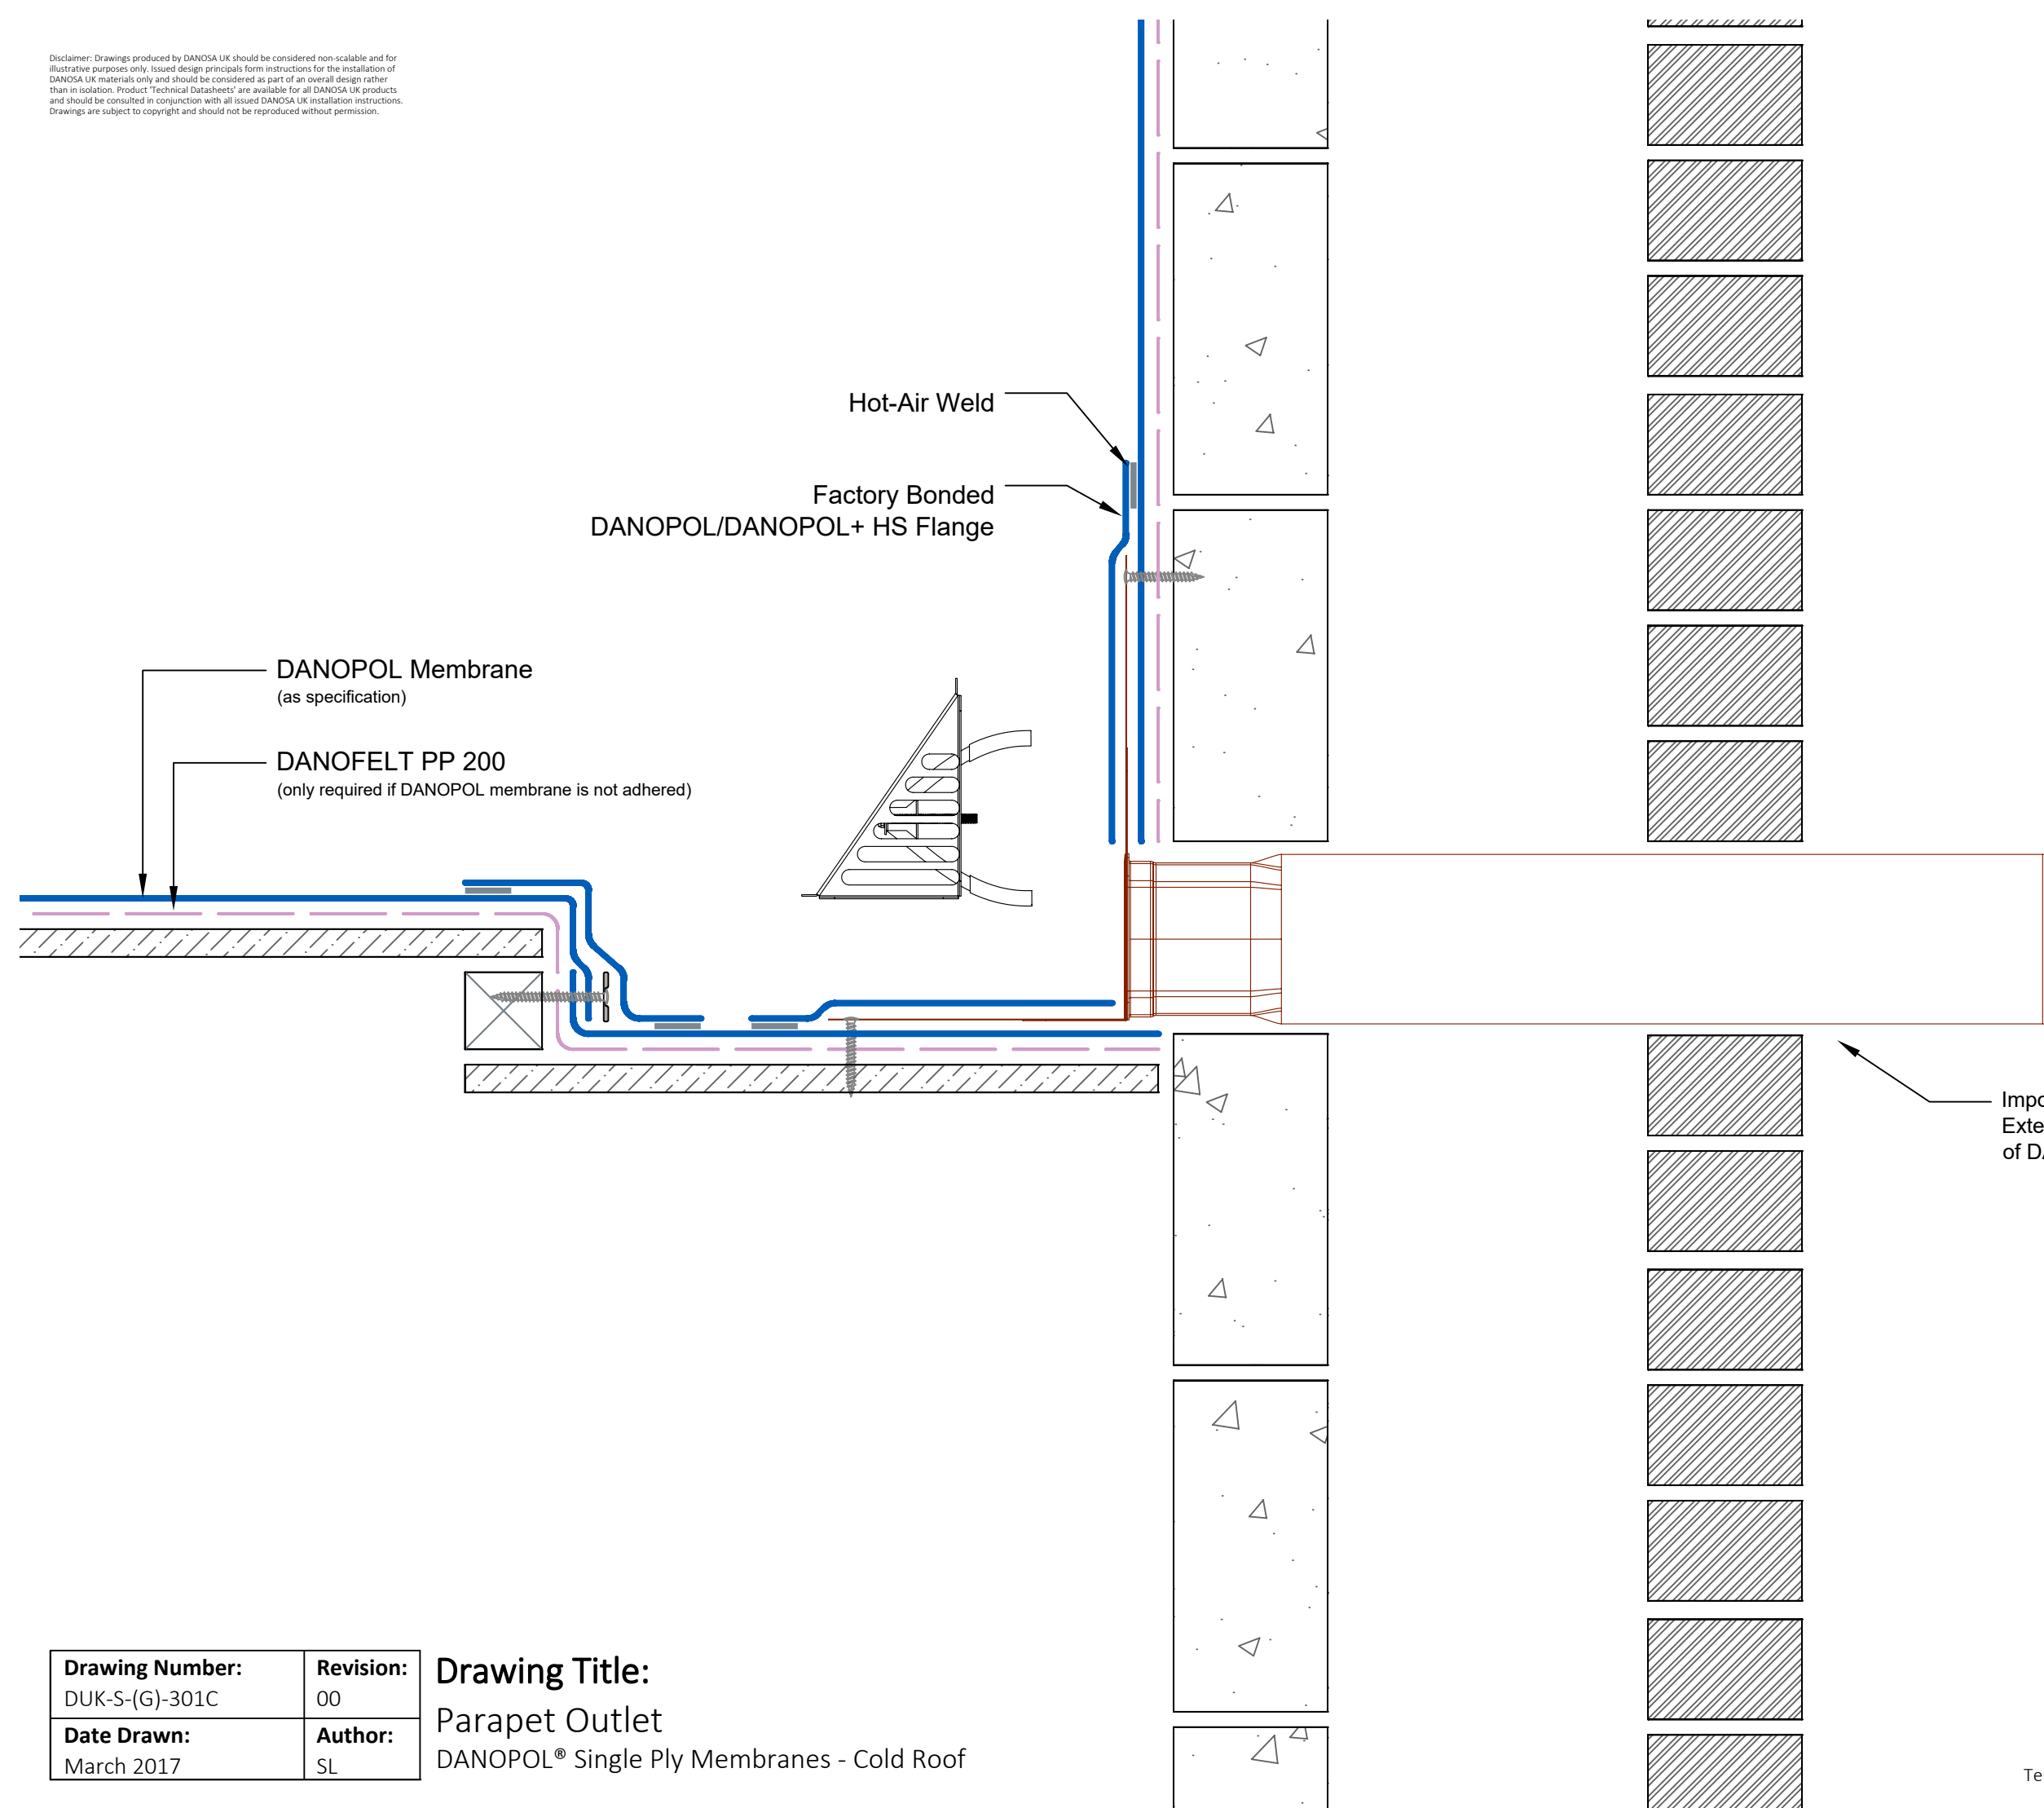 Disclaimer: Drawings produced by DANOSA UK should be considered non-scalable and for
illustrative purposes only. Issued design principals form instructions for the installation of
DANOSA UK materials only and should be considered as part of an overall design rather
than in isolation. Product 'Technical Datasheets' are available for all DANOSA UK products
and should be consulted in conjunction with all issued DANOSA UK installation instructions.
Drawings are subject to copyright and should not be reproduced without permission.
Hot-Air Weld
Factory Bonded
DANOPOL/DANOPOL+ HS Flange
DANOPOL Membrane
(as specification)
DANOFELT PP 200
(only required if DANOPOL membrane is not adhered)
of
Drawing Number:
DUK-S-(G)-301C
Revision:
00
Date Drawn:
March 2017
Author:
SL
Drawing Title:
Parapet Outlet
DANOPOL® Single Ply Membranes - Cold Roof